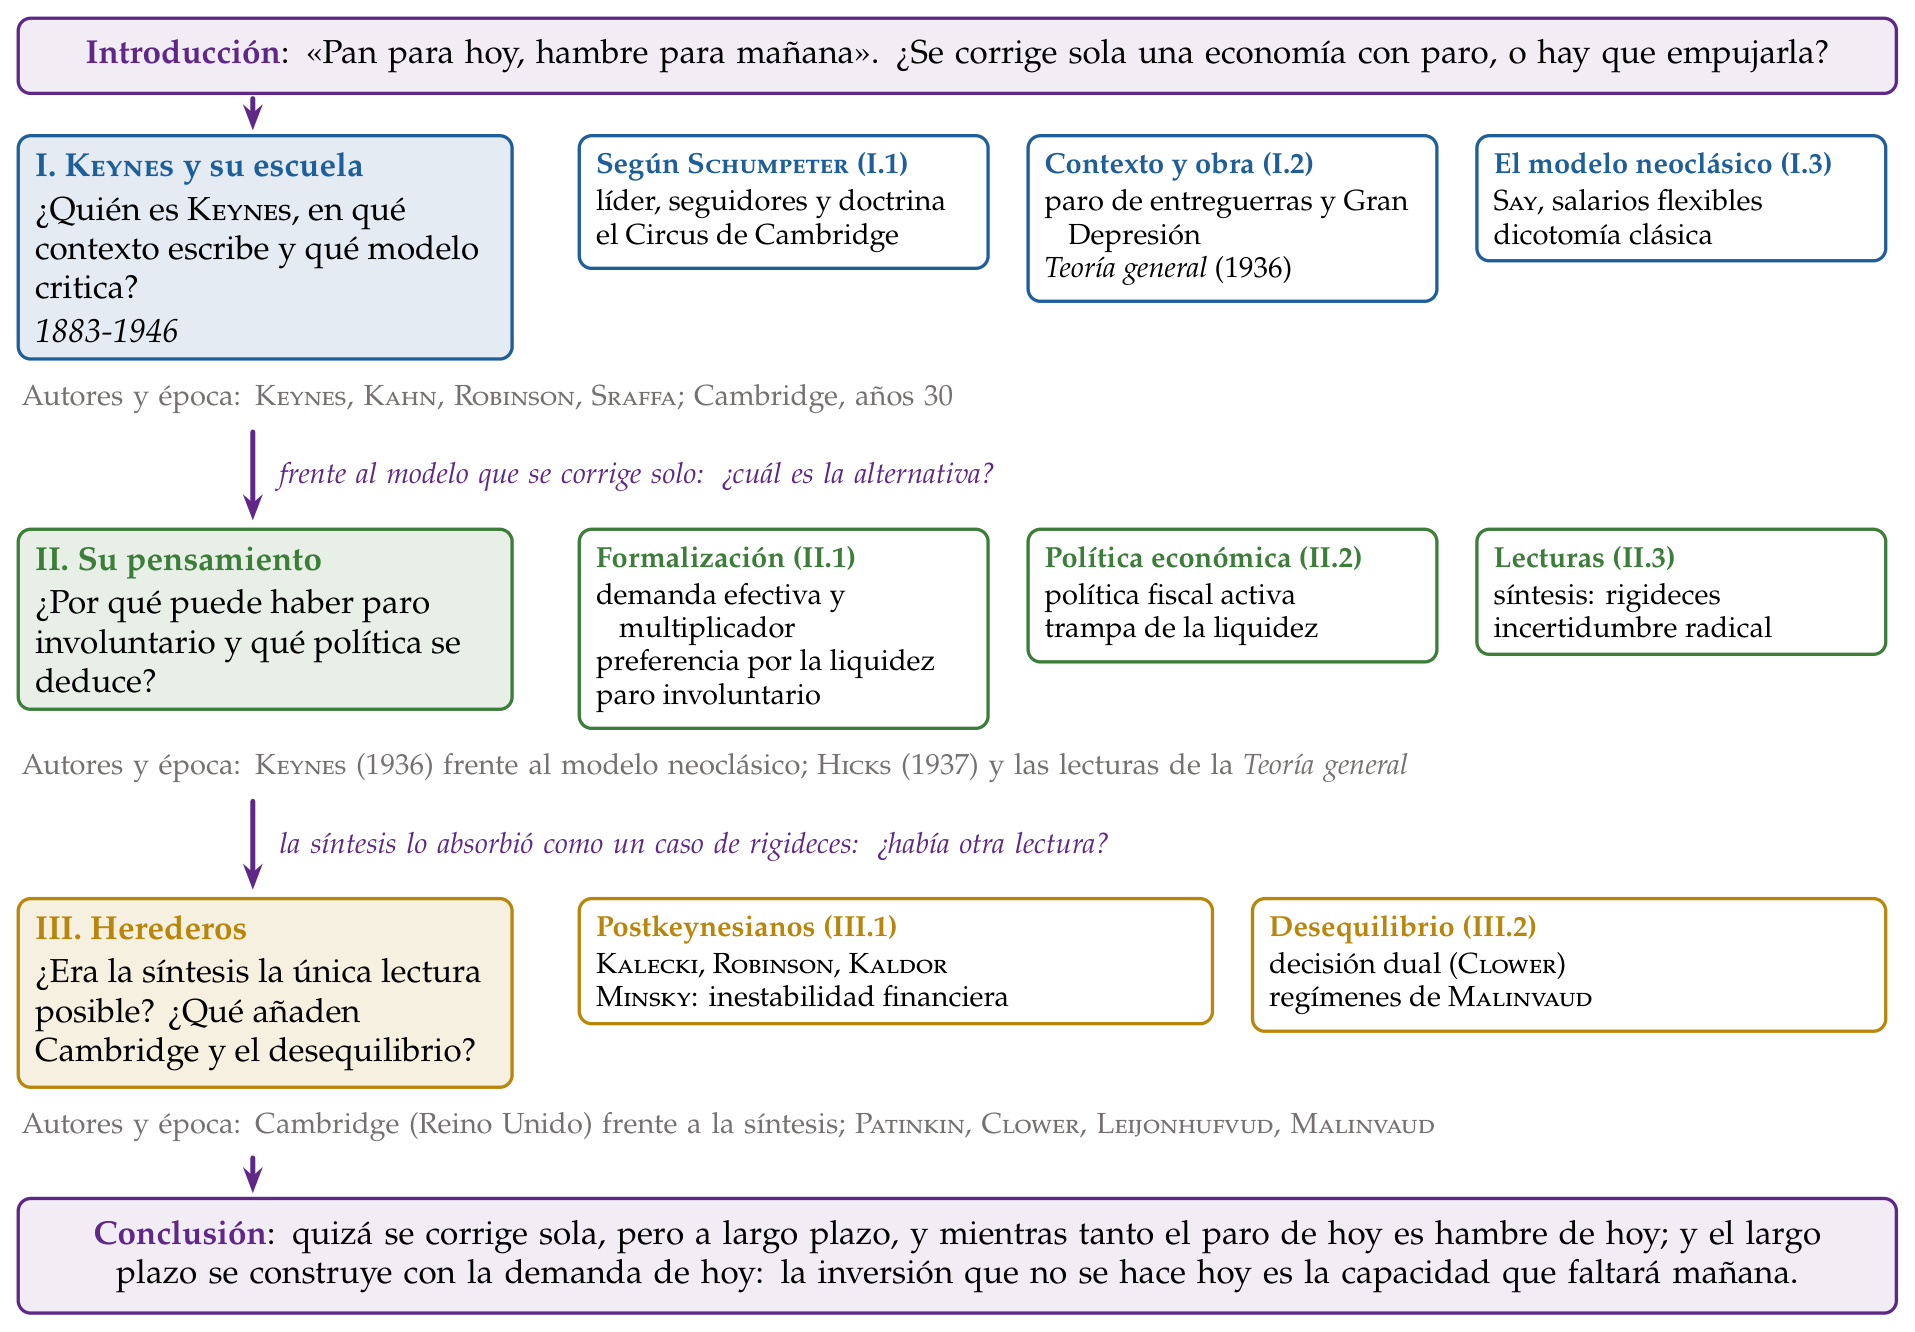 Introducción: «Pan para hoy, hambre para mañana». ¿Se corrige sola una economía con paro, o hay que empujarla?
I. Keynes y su escuela
¿Quién es Keynes, en qué
contexto escribe y qué modelo
critica?
1883-1946
Según Schumpeter (I.1)
líder, seguidores y doctrina
el Circus de Cambridge
Contexto y obra (I.2)
paro de entreguerras y Gran
Depresión
Teoría general (1936)
El modelo neoclásico (I.3)
Say, salarios flexibles
dicotomía clásica
Autores y época: Keynes, Kahn, Robinson, Sraffa; Cambridge, años 30
frente al modelo que se corrige solo: ¿cuál es la alternativa?
II. Su pensamiento
¿Por qué puede haber paro
involuntario y qué política se
deduce?
Formalización (II.1)
demanda efectiva y
multiplicador
preferencia por la liquidez
paro involuntario
Política económica (II.2)
política fiscal activa
trampa de la liquidez
Lecturas (II.3)
síntesis: rigideces
incertidumbre radical
Autores y época: Keynes (1936) frente al modelo neoclásico; Hicks (1937) y las lecturas de la Teoría general
la síntesis lo absorbió como un caso de rigideces: ¿había otra lectura?
III. Herederos
¿Era la síntesis la única lectura
posible? ¿Qué añaden
Cambridge y el desequilibrio?
Postkeynesianos (III.1)
Kalecki, Robinson, Kaldor
Minsky: inestabilidad financiera
Desequilibrio (III.2)
decisión dual (Clower)
regímenes de Malinvaud
Autores y época: Cambridge (Reino Unido) frente a la síntesis; Patinkin, Clower, Leijonhufvud, Malinvaud
Conclusión: quizá se corrige sola, pero a largo plazo, y mientras tanto el paro de hoy es hambre de hoy; y el largo
plazo se construye con la demanda de hoy: la inversión que no se hace hoy es la capacidad que faltará mañana.